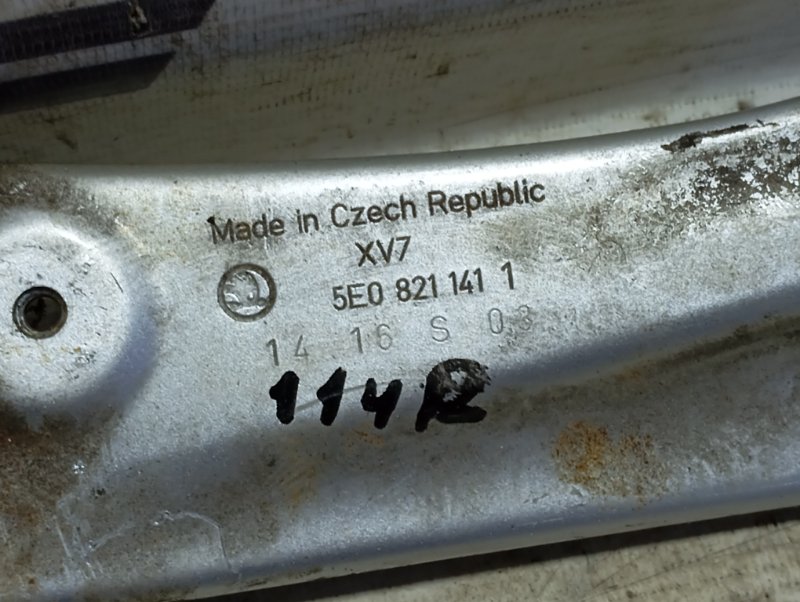 Made in Czech Republic
XV7
5E0 821 141 1
14 16 S 03
114R